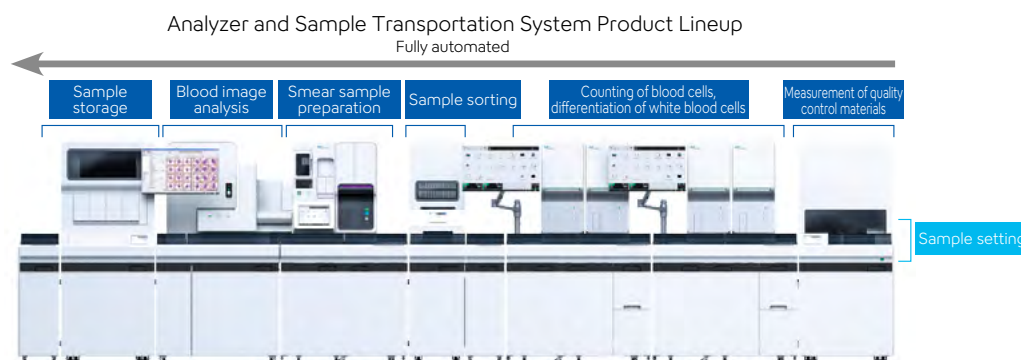 Analyzer and Sample Transportation System Product Lineup
Fully automated
Sample
storage
Blood image
analysis
Smear sample
preparation
Sample sorting
Counting of blood cells,
differentiation of white blood cells
Measurement of quality
control materials
Sample setting